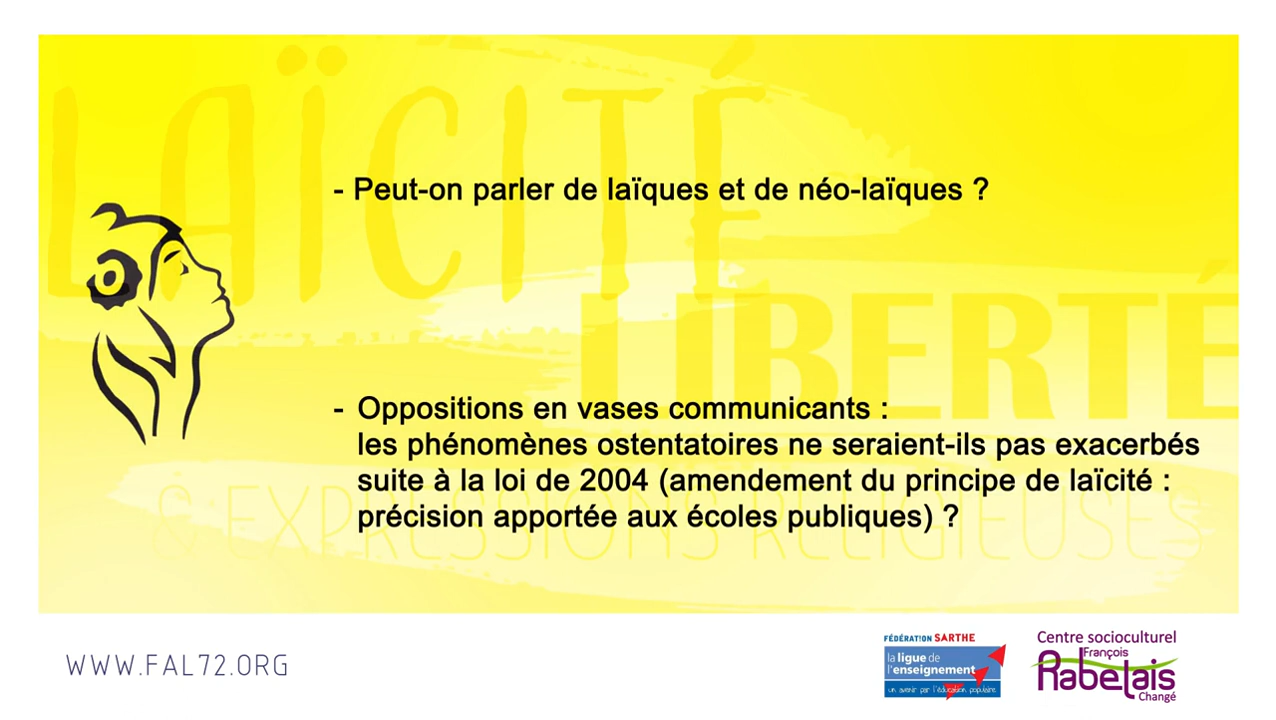 LAÏCITÉ
- Peut-on parler de laïques et de néo-laïques ?
LIBERTÉ
- Oppositions en vases communicants :
les phénomènes ostentatoires ne seraient-ils pas exacerbés
suite à la loi de 2004 (amendement du principe de laïcité :
précision apportée aux écoles publiques) ?
& EXPRESSIONS RELIGIEUSES
WWW.FAL72.ORG
FÉDÉRATION SARTHE
la ligue de
l'enseignement
un avenir par l'éducation populaire
Centre socioculturel
François
Rabelais
Changé